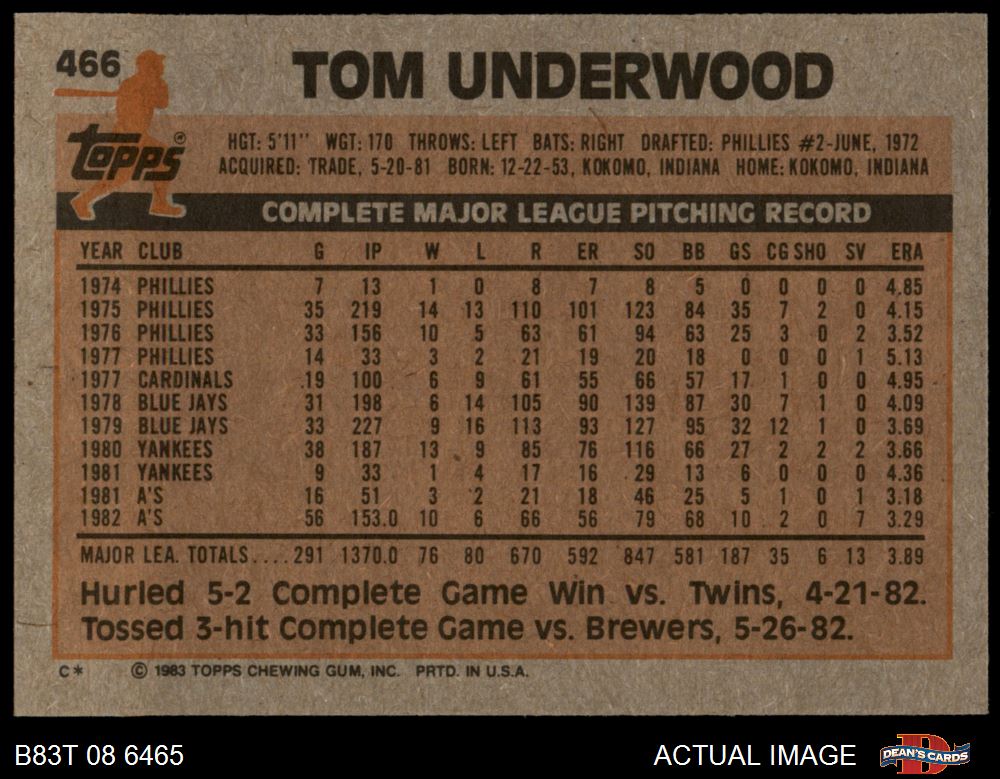 466
TOM UNDERWOOD
Topps ®
HGT: 5'11" WGT: 170 THROWS: LEFT BATS: RIGHT DRAFTED: PHILLIES #2-JUNE, 1972
ACQUIRED: TRADE, 5-20-81 BORN: 12-22-53, KOKOMO, INDIANA HOME: KOKOMO, INDIANA
COMPLETE MAJOR LEAGUE PITCHING RECORD
YEAR CLUB G IP W L R ER SO BB GS CG SHO SV ERA
1974 PHILLIES 7 13 1 0 8 7 8 5 0 0 0 0 4.85
1975 PHILLIES 35 219 14 13 110 101 123 84 35 7 2 0 4.15
1976 PHILLIES 33 156 10 5 63 61 94 63 25 3 0 2 3.52
1977 PHILLIES 14 33 3 2 21 19 20 18 0 0 0 1 5.13
1977 CARDINALS 19 100 6 9 61 55 66 57 17 1 0 0 4.95
1978 BLUE JAYS 31 198 6 14 105 90 139 87 30 7 1 0 4.09
1979 BLUE JAYS 33 227 9 16 113 93 127 95 32 12 1 0 3.69
1980 YANKEES 38 187 13 9 85 76 116 66 27 2 2 2 3.66
1981 YANKEES 9 33 1 4 17 16 29 13 6 0 0 0 4.36
1981 A'S 16 51 3 2 21 18 46 25 5 1 0 1 3.18
1982 A'S 56 153.0 10 6 66 56 79 68 10 2 0 7 3.29
MAJOR LEA. TOTALS....291 1370.0 76 80 670 592 847 581 187 35 6 13 3.89
Hurled 5-2 Complete Game Win vs. Twins, 4-21-82.
Tossed 3-hit Complete Game vs. Brewers, 5-26-82.
C* © 1983 TOPPS CHEWING GUM, INC. PRTD. IN U.S.A.
B83T 08 6465 ACTUAL IMAGE DEAN'S CARDS